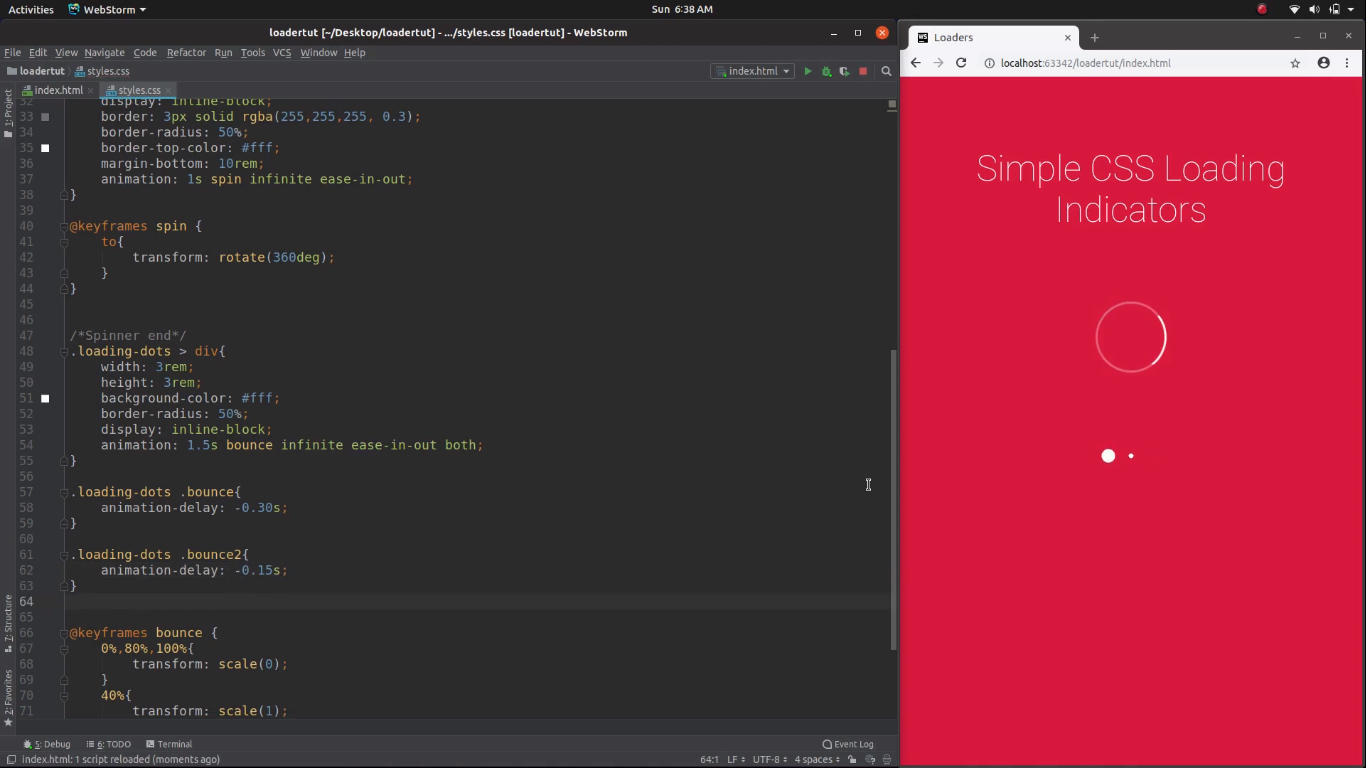 Activities
WebStorm
Sun 6:38 AM
loadertut [~/Desktop/loadertut] - .../styles.css [loadertut] - WebStorm
File Edit View Navigate Code Refactor Run Tools VCS Window Help
loadertut
styles.css
index.html
index.html
styles.css
1: Project
7: Structure
2: Favorites
32 display: inline-block;
33 border: 3px solid rgba(255,255,255, 0.3);
34 border-radius: 50%;
35 border-top-color: #fff;
36 margin-bottom: 10rem;
37 animation: 1s spin infinite ease-in-out;
38 }
39
40 @keyframes spin {
41 to{
42 transform: rotate(360deg);
43 }
44 }
45
46
47 /*Spinner end*/
48 .loading-dots > div{
49 width: 3rem;
50 height: 3rem;
51 background-color: #fff;
52 border-radius: 50%;
53 display: inline-block;
54 animation: 1.5s bounce infinite ease-in-out both;
55 }
56
57 .loading-dots .bounce{
58 animation-delay: -0.30s;
59 }
60
61 .loading-dots .bounce2{
62 animation-delay: -0.15s;
63 }
64
65
66 @keyframes bounce {
67 0%,80%,100%{
68 transform: scale(0);
69 }
70 40%{
71 transform: scale(1);
5: Debug
6: TODO
Terminal
Event Log
index.html: 1 script reloaded (moments ago)
64:1
LF
UTF-8
4 spaces
Loaders
localhost:63342/loadertut/index.html
Simple CSS Loading
Indicators